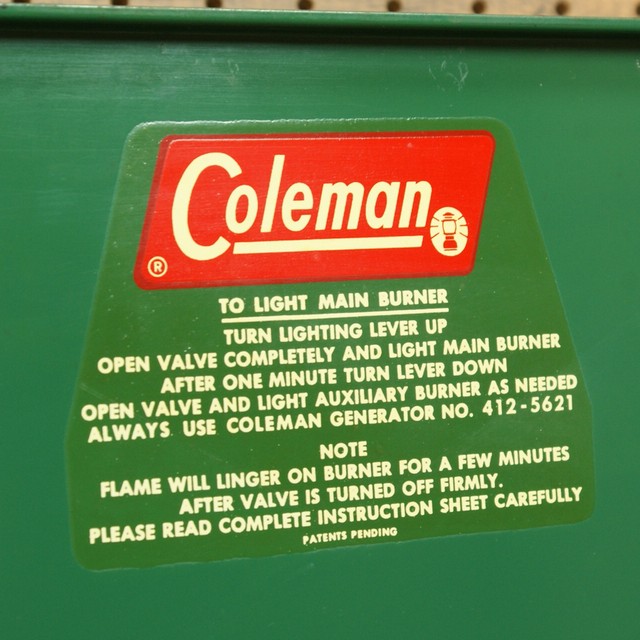 Coleman
®
TO LIGHT MAIN BURNER
TURN LIGHTING LEVER UP
OPEN VALVE COMPLETELY AND LIGHT MAIN BURNER
AFTER ONE MINUTE TURN LEVER DOWN
OPEN VALVE AND LIGHT AUXILIARY BURNER AS NEEDED
ALWAYS USE COLEMAN GENERATOR NO. 412-5621
NOTE
FLAME WILL LINGER ON BURNER FOR A FEW MINUTES
AFTER VALVE IS TURNED OFF FIRMLY.
PLEASE READ COMPLETE INSTRUCTION SHEET CAREFULLY
PATENTS PENDING